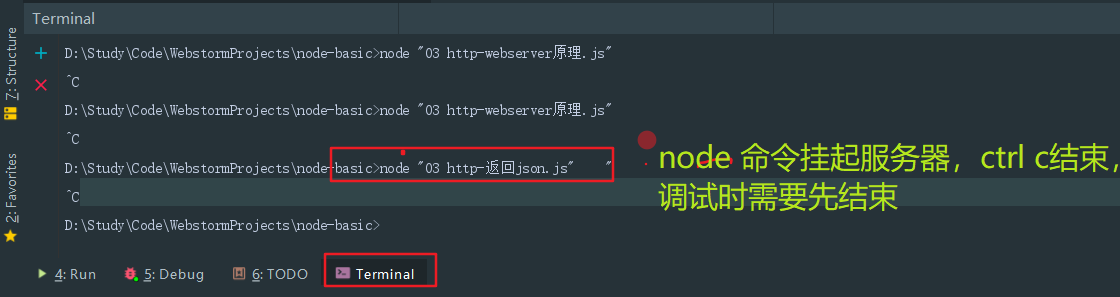 Terminal
7: Structure
2: Favorites
D:\Study\Code\WebstormProjects\node-basic>node "03 http-webserver原理.js"
^C
D:\Study\Code\WebstormProjects\node-basic>node "03 http-webserver原理.js"
^C
D:\Study\Code\WebstormProjects\node-basic>node "03 http-返回json.js"   "
^C
D:\Study\Code\WebstormProjects\node-basic>
node 命令挂起服务器，ctrl c结束，
调试时需要先结束
4: Run 5: Debug 6: TODO Terminal